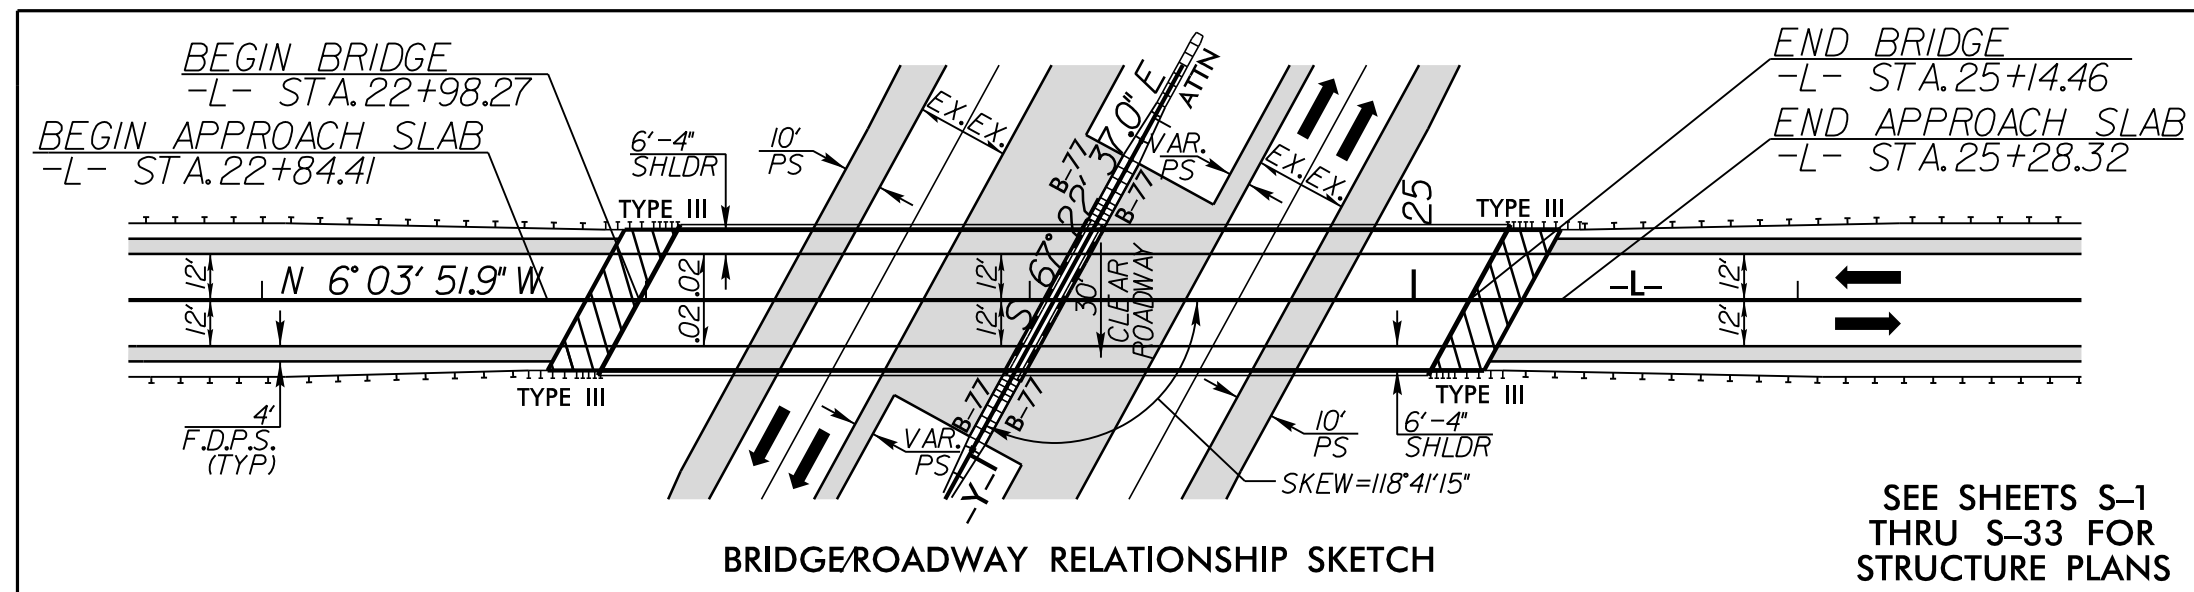 BEGIN BRIDGE
-L- STA. 22+98.27
BEGIN APPROACH SLAB
-L- STA. 22+84.41
END BRIDGE
-L- STA. 25+14.46
END APPROACH SLAB
-L- STA. 25+28.32
6'-4"
SHLDR
10'
PS
EX. EX.
S 67° 22' 37.0" E
ATTN
B-77
B-77
VAR.
PS
EX. EX.
25
TYPE III
TYPE III
12'
12'
N 6° 03' 51.9" W
.02 .02
12'
12'
30'
CLEAR
ROADWAY
-L-
12'
12'
TYPE III
TYPE III
4'
F.D.P.S.
(TYP)
B-77
B-77
VAR.
PS
-Y-
10'
PS
6'-4"
SHLDR
SKEW=118°41'15"
BRIDGE/ROADWAY RELATIONSHIP SKETCH
SEE SHEETS S-1
THRU S-33 FOR
STRUCTURE PLANS